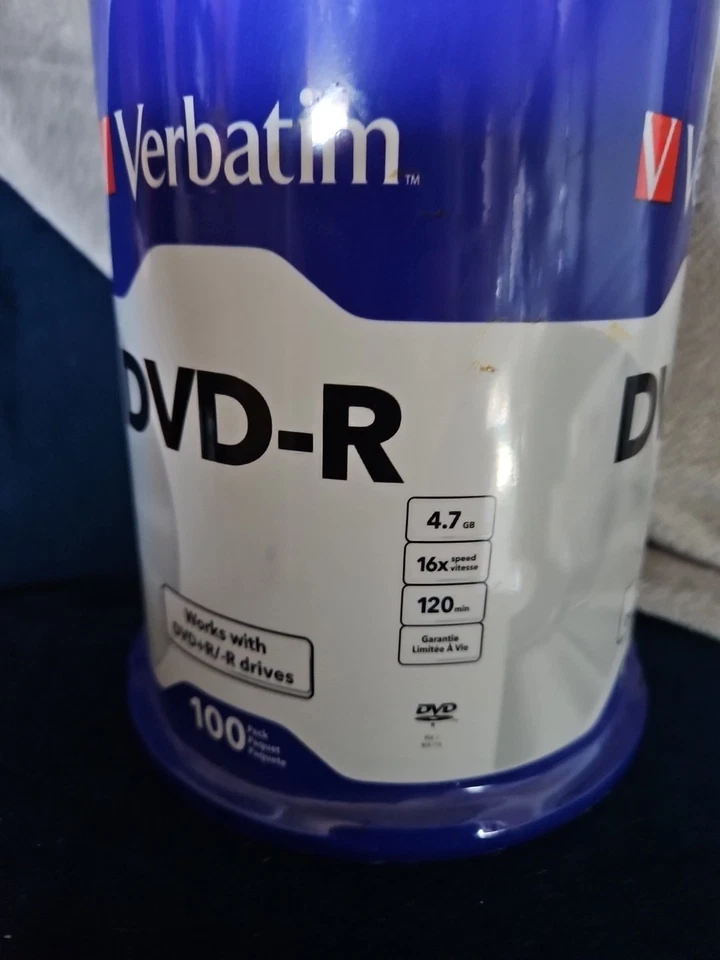 Verbatim™
V
DVD-R
D
4.7 GB
16x speed
vitesse
120 min
Garantie
Limitée À Vie
Works with
DVD+R/-R drives
100 Pack
Paquet
Paquete
DVD
R